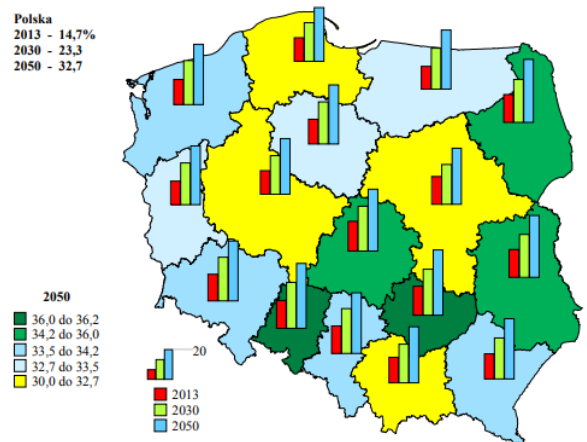 Polska
2013 - 14,7%
2030 - 23,3
2050 - 32,7
2050
36,0 do 36,2
34,2 do 36,0
33,5 do 34,2
32,7 do 33,5
30,0 do 32,7
20
2013
2030
2050